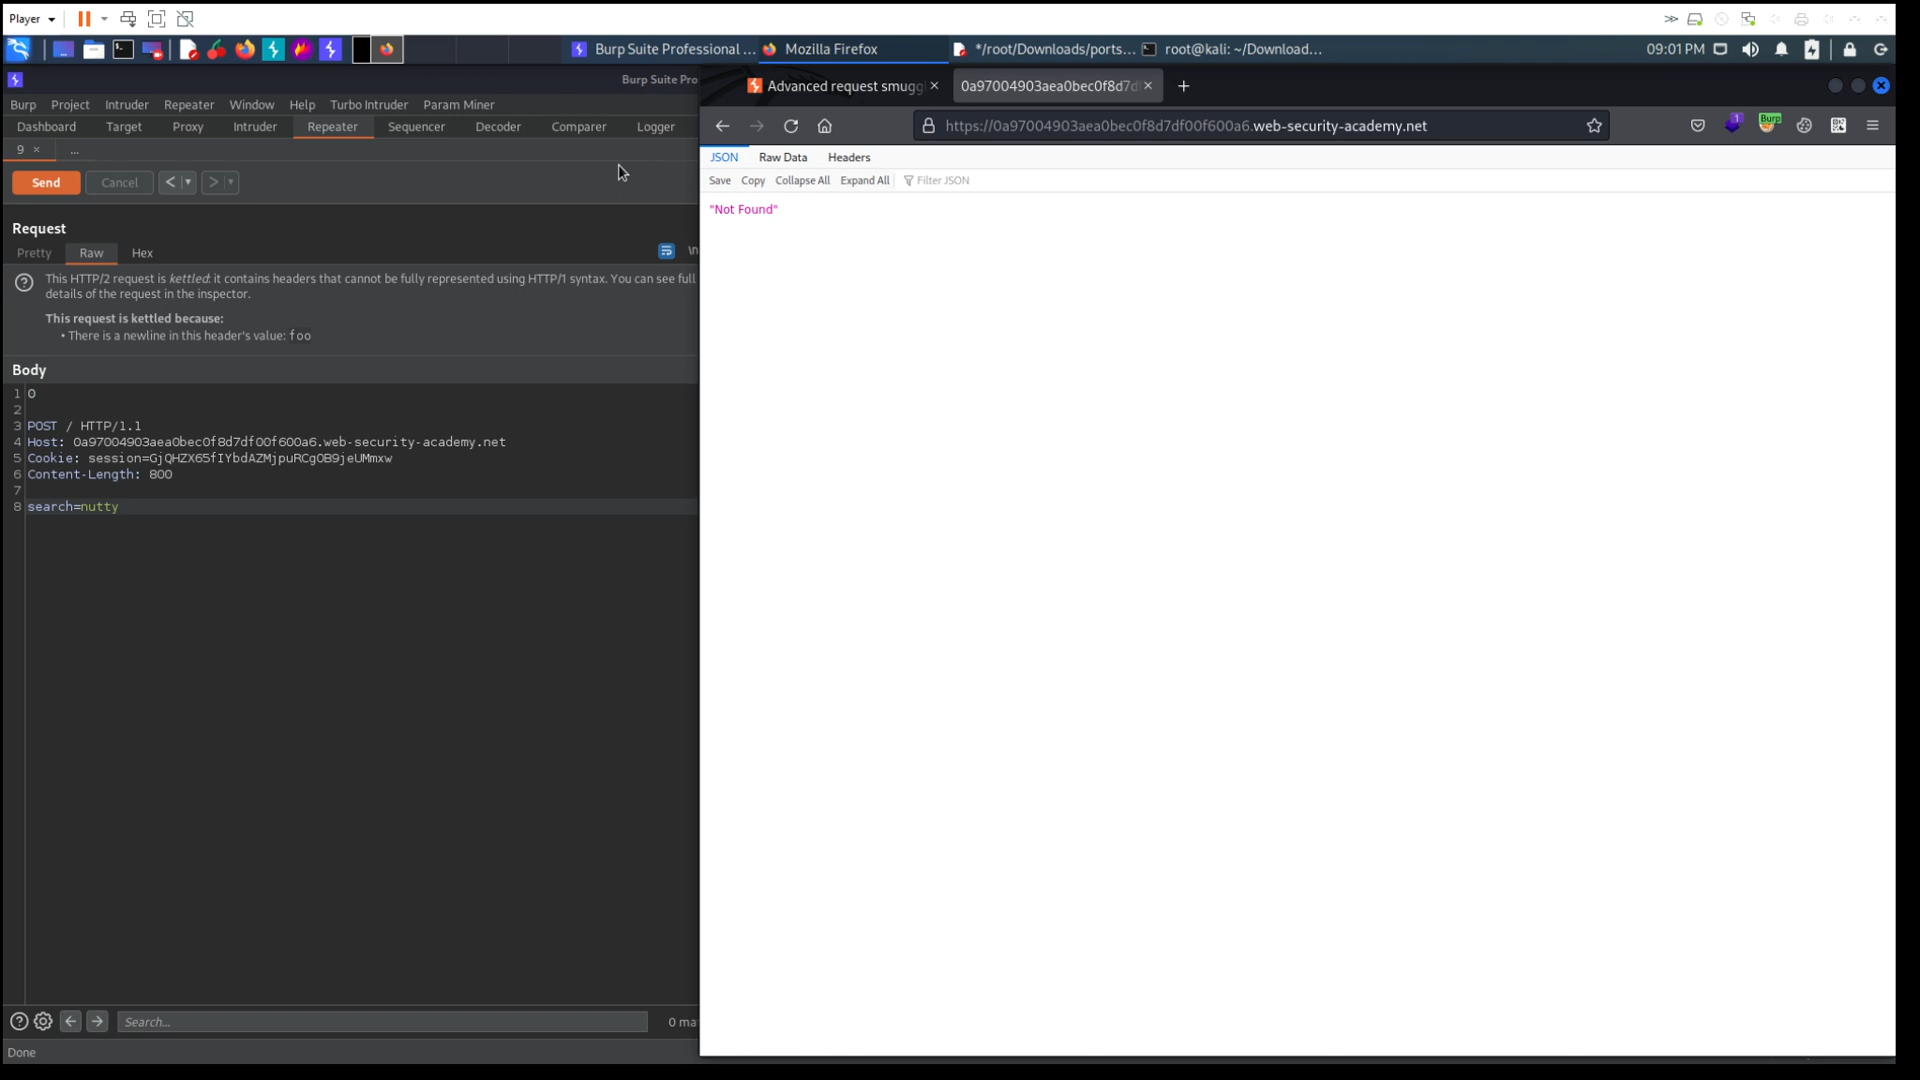 Player
Burp Suite Professional ...
Mozilla Firefox
*/root/Downloads/ports...
root@kali: ~/Download...
09:01 PM
Burp Suite Pro
Advanced request smugg
0a97004903aea0bec0f8d7d
Burp Project Intruder Repeater Window Help Turbo Intruder Param Miner
Dashboard Target Proxy Intruder Repeater Sequencer Decoder Comparer Logger
https://0a97004903aea0bec0f8d7df00f600a6.web-security-academy.net
1
Burp
9 × ...
JSON Raw Data Headers
Send Cancel < >
Save Copy Collapse All Expand All Filter JSON
"Not Found"
Request
Pretty Raw Hex \n
This HTTP/2 request is kettled: it contains headers that cannot be fully represented using HTTP/1 syntax. You can see full
details of the request in the inspector.
This request is kettled because:
• There is a newline in this header's value: foo
Body
1 0
2
3 POST / HTTP/1.1
4 Host: 0a97004903aea0bec0f8d7df00f600a6.web-security-academy.net
5 Cookie: session=GjQHZX65fIYbdAZMjpuRCgOB9jeUMmxw
6 Content-Length: 800
7
8 search=nutty
Search... 0 ma
Done